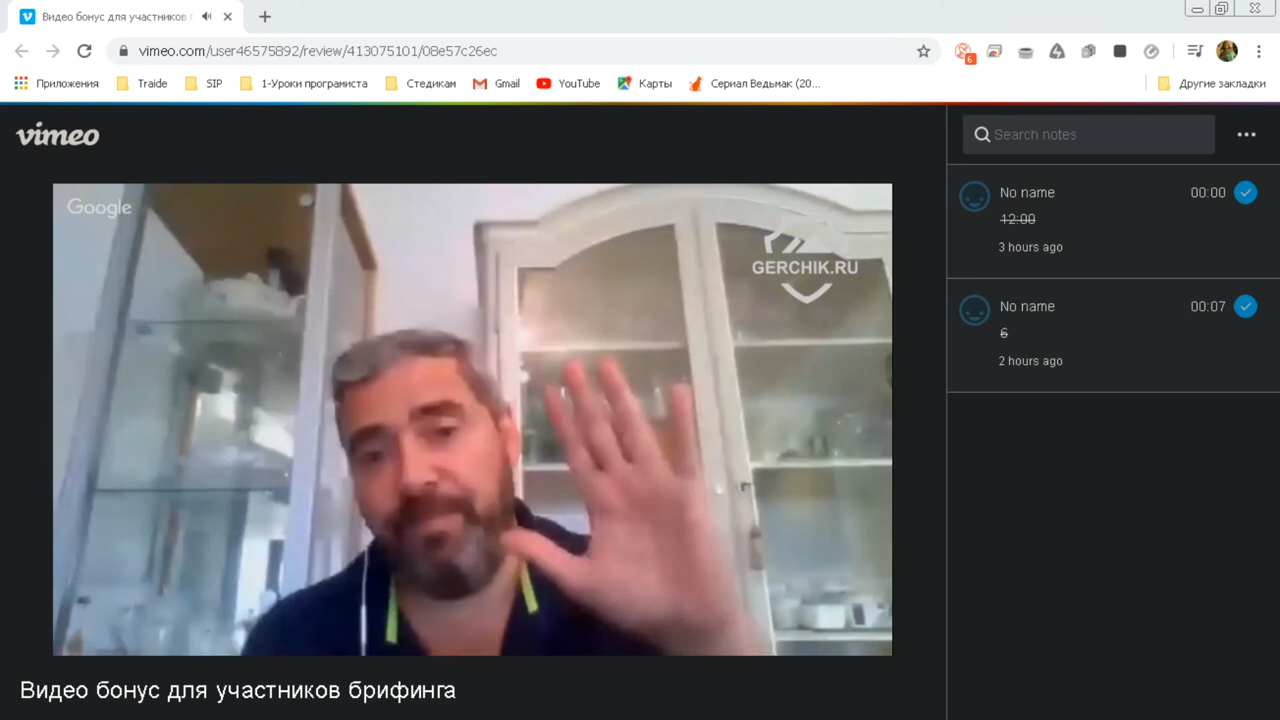 Видео бонус для участников
vimeo.com/user46575892/review/413075101/08e57c26ec
6
Приложения
Traide
SIP
1-Уроки програмиста
Стедикам
Gmail
YouTube
Карты
Сериал Ведьмак (20...
Другие закладки
vimeo
Search notes
Google
GERCHIK.RU
No name 00:00
12:00
3 hours ago
No name 00:07
6
2 hours ago
Видео бонус для участников брифинга